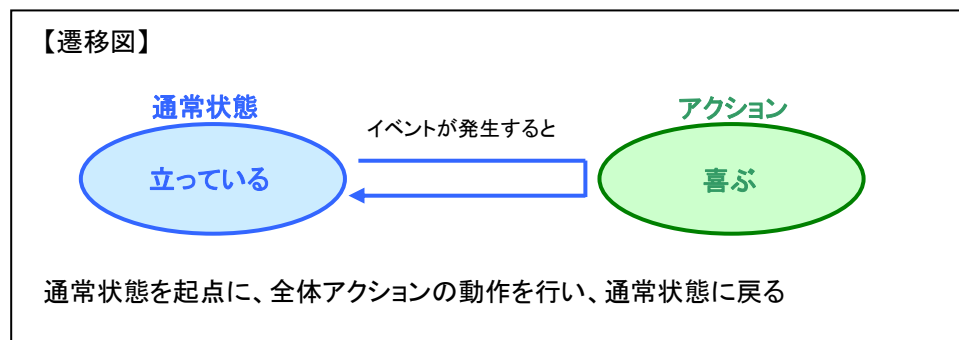 【遷移図】
通常状態
アクション
イベントが発生すると
立っている
喜ぶ
通常状態を起点に、全体アクションの動作を行い、通常状態に戻る